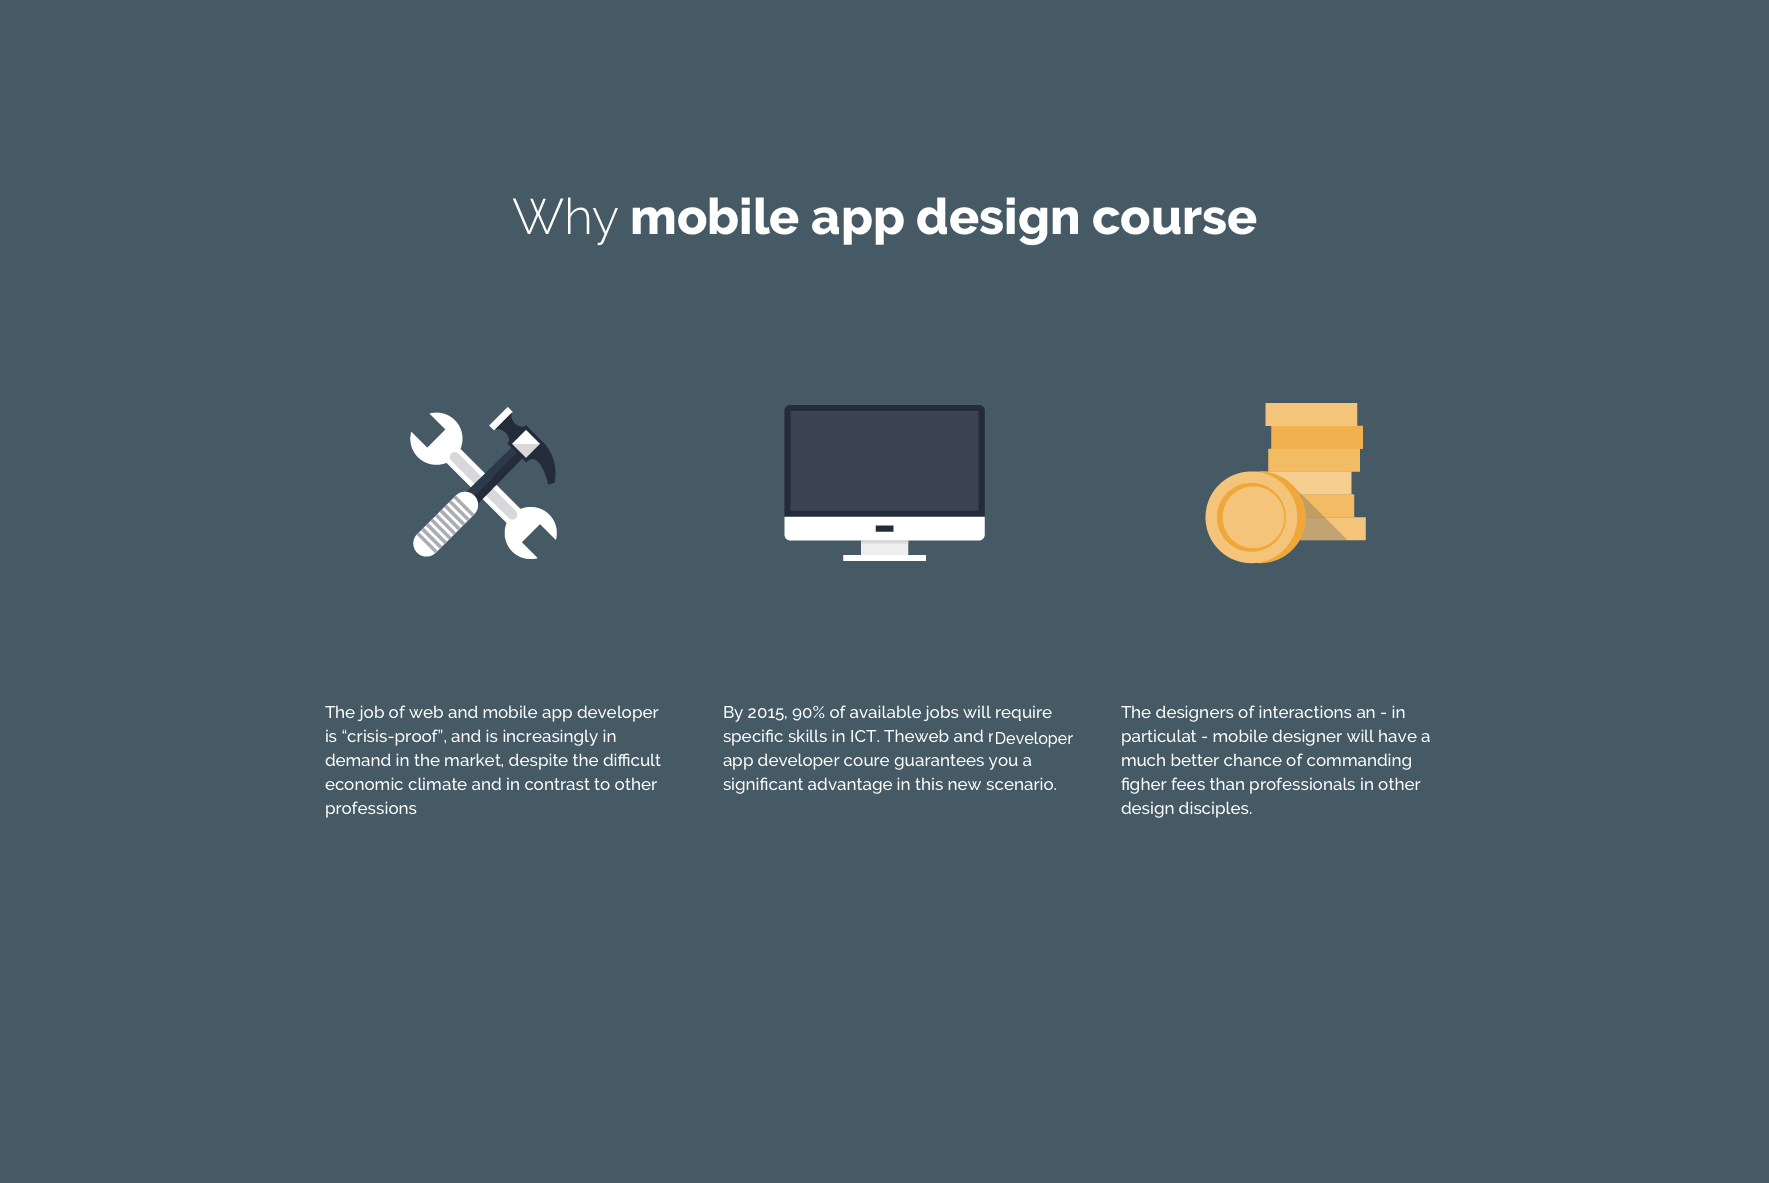 Why mobile app design course
The job of web and mobile app developer
is “crisis-proof”, and is increasingly in
demand in the market, despite the difficult
economic climate and in contrast to other
professions
By 2015, 90% of available jobs will require
specific skills in ICT. Theweb and r Developer
app developer coure guarantees you a
significant advantage in this new scenario.
The designers of interactions an - in
particulat - mobile designer will have a
much better chance of commanding
figher fees than professionals in other
design disciples.